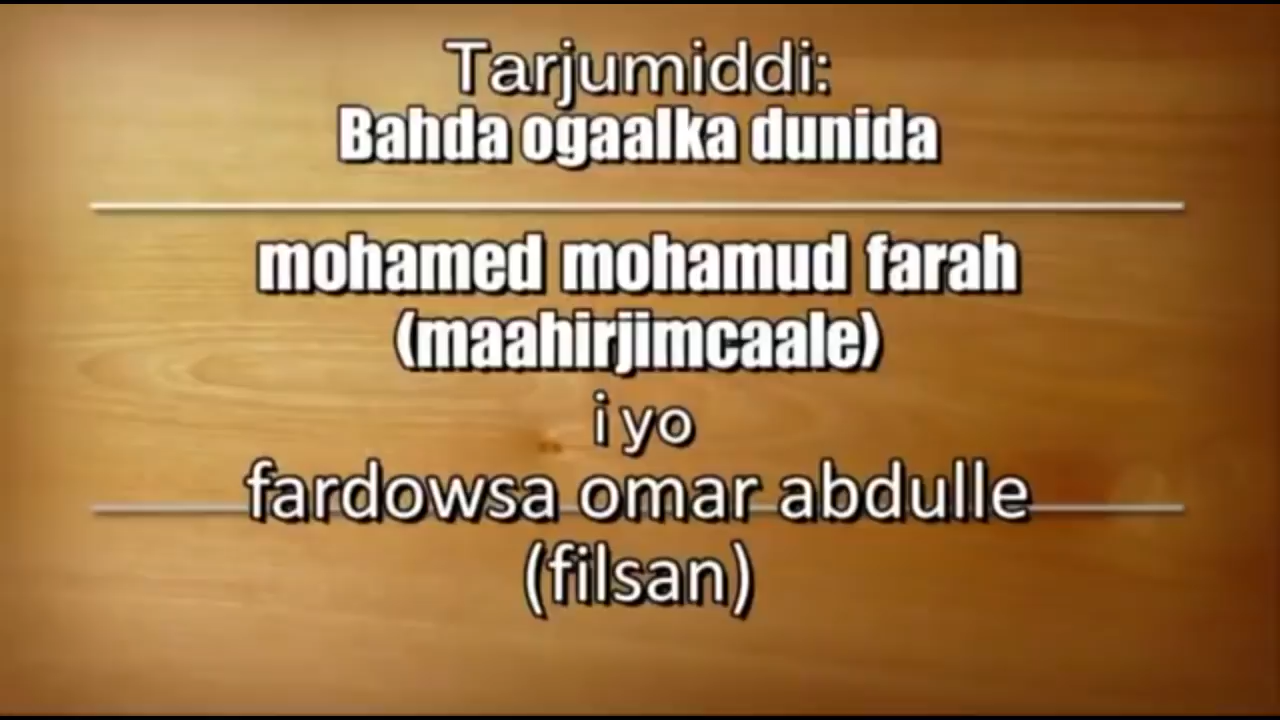 Tarjumiddi:
Bahda ogaalka dunida
mohamed mohamud farah
(maahirjimcaale)
i yo
fardowsa omar abdulle
(filsan)